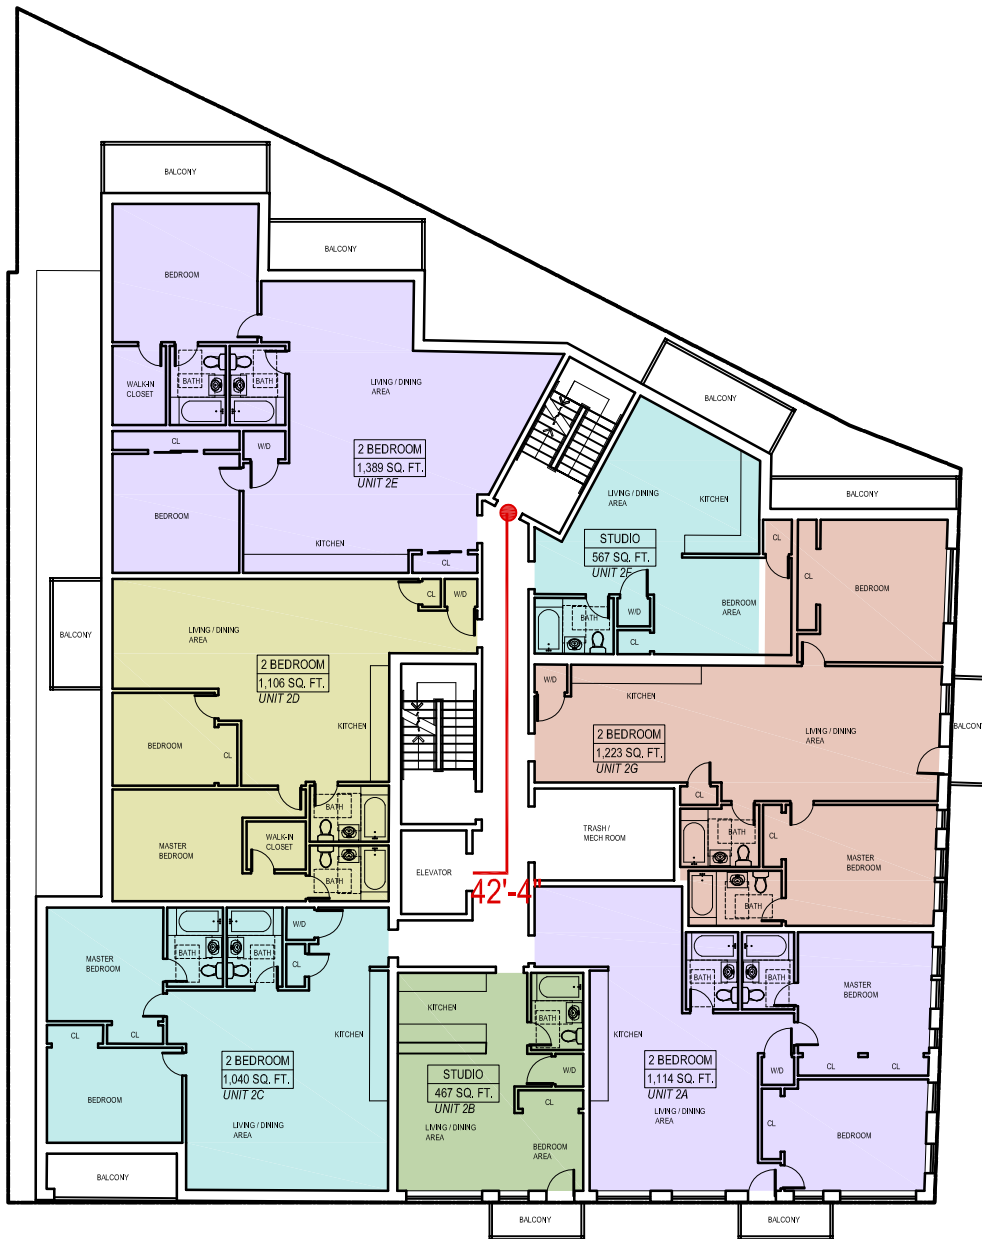 BALCONY
BALCONY
BEDROOM
WALK-IN
CLOSET
BATH
BATH
LIVING / DINING
AREA
BALCONY
CL
W/D
2 BEDROOM
1,389 SQ. FT.
UNIT 2E
BEDROOM
KITCHEN
CL
LIVING / DINING
AREA
KITCHEN
BALCONY
STUDIO
567 SQ. FT.
UNIT 2F
CL
CL
BEDROOM
BEDROOM
AREA
BATH
W/D
CL
CL
W/D
BALCONY
LIVING / DINING
AREA
2 BEDROOM
1,106 SQ. FT.
UNIT 2D
KITCHEN
BEDROOM
CL
W/D
KITCHEN
2 BEDROOM
1,223 SQ. FT.
UNIT 2G
LIVING / DINING
AREA
BALCONY
CL
MASTER
BEDROOM
WALK-IN
CLOSET
BATH
BATH
ELEVATOR
42'-4"
TRASH /
MECH ROOM
BATH
CL
MASTER
BEDROOM
BATH
MASTER
BEDROOM
BATH
BATH
W/D
CL
CL
CL
KITCHEN
2 BEDROOM
1,040 SQ. FT.
UNIT 2C
BEDROOM
LIVING / DINING
AREA
BALCONY
KITCHEN
BATH
STUDIO
467 SQ. FT.
UNIT 2B
W/D
CL
LIVING / DINING
AREA
BEDROOM
AREA
BALCONY
BATH
BATH
MASTER
BEDROOM
KITCHEN
2 BEDROOM
1,114 SQ. FT.
UNIT 2A
W/D
CL
CL
LIVING / DINING
AREA
CL
BEDROOM
BALCONY